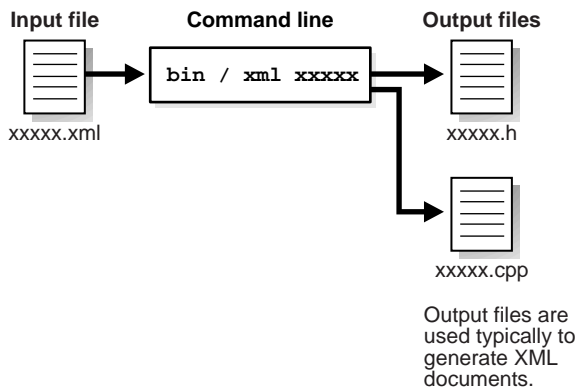 Input file
Command line
Output files
bin / xml xxxxx
xxxxx.xml
xxxxx.h
xxxxx.cpp
Output files are
used typically to
generate XML
documents.